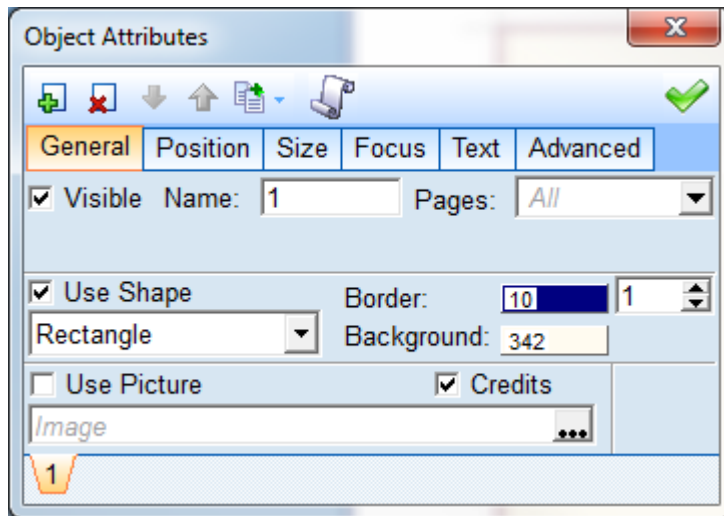 Object Attributes
General Position Size Focus Text Advanced
Visible Name: 1 Pages: All
Use Shape Border: 10 1
Rectangle Background: 342
Use Picture Credits
Image ...
1